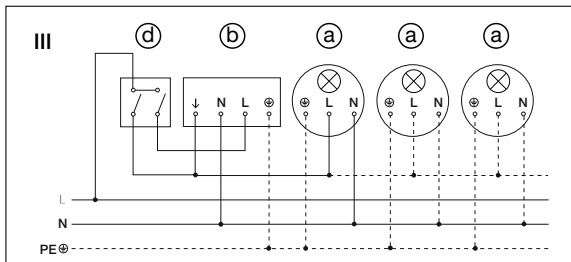 III
d b a a a
↓ N L ⏚ ⏚ L N ⏚ L N ⏚ L N
L
N
PE ⏚